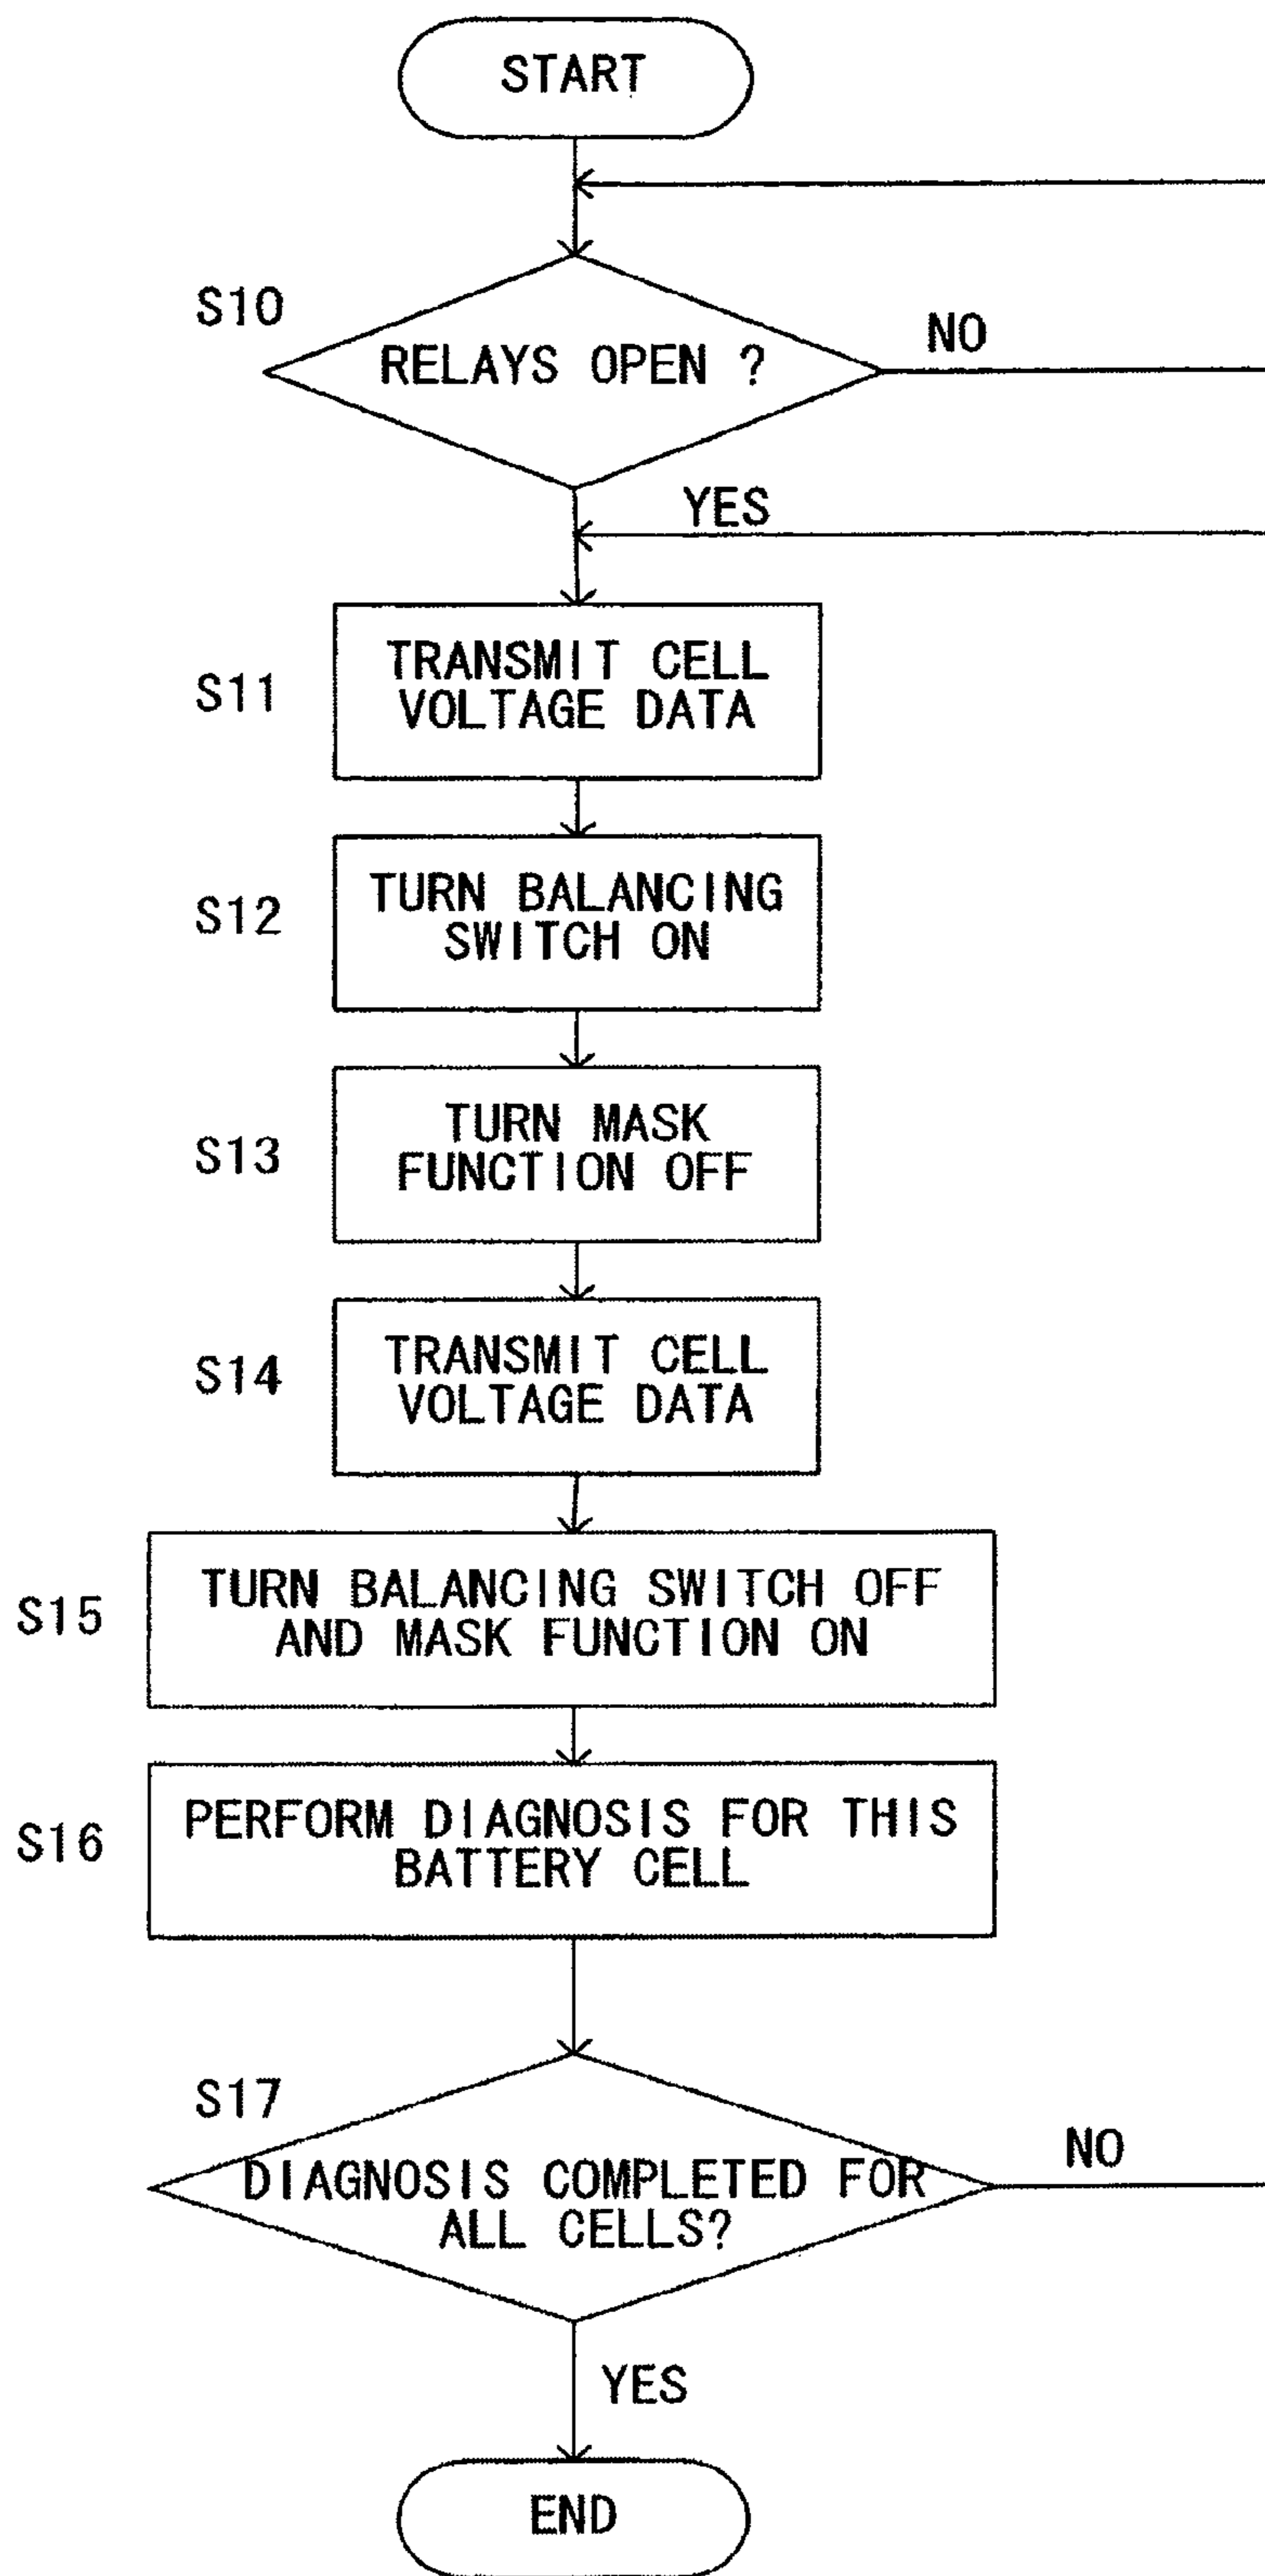 START
S10
RELAYS OPEN ?
NO
YES
S11
TRANSMIT CELL
VOLTAGE DATA
S12
TURN BALANCING
SWITCH ON
S13
TURN MASK
FUNCTION OFF
S14
TRANSMIT CELL
VOLTAGE DATA
S15
TURN BALANCING SWITCH OFF
AND MASK FUNCTION ON
S16
PERFORM DIAGNOSIS FOR THIS
BATTERY CELL
S17
DIAGNOSIS COMPLETED FOR
ALL CELLS?
NO
YES
END